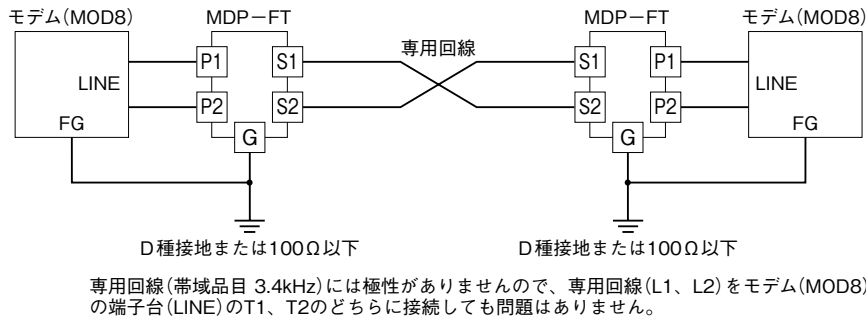 モデム(MOD8)
MDP－FT
MDP－FT
モデム(MOD8)
専用回線
P1
S1
S1
P1
LINE
LINE
P2
S2
S2
P2
FG
G
G
FG
D種接地または100Ω以下
D種接地または100Ω以下
専用回線(帯域品目 3.4kHz)には極性がありませんので、専用回線(L1、L2)をモデム(MOD8)
の端子台(LINE)のT1、T2のどちらに接続しても問題はありません。